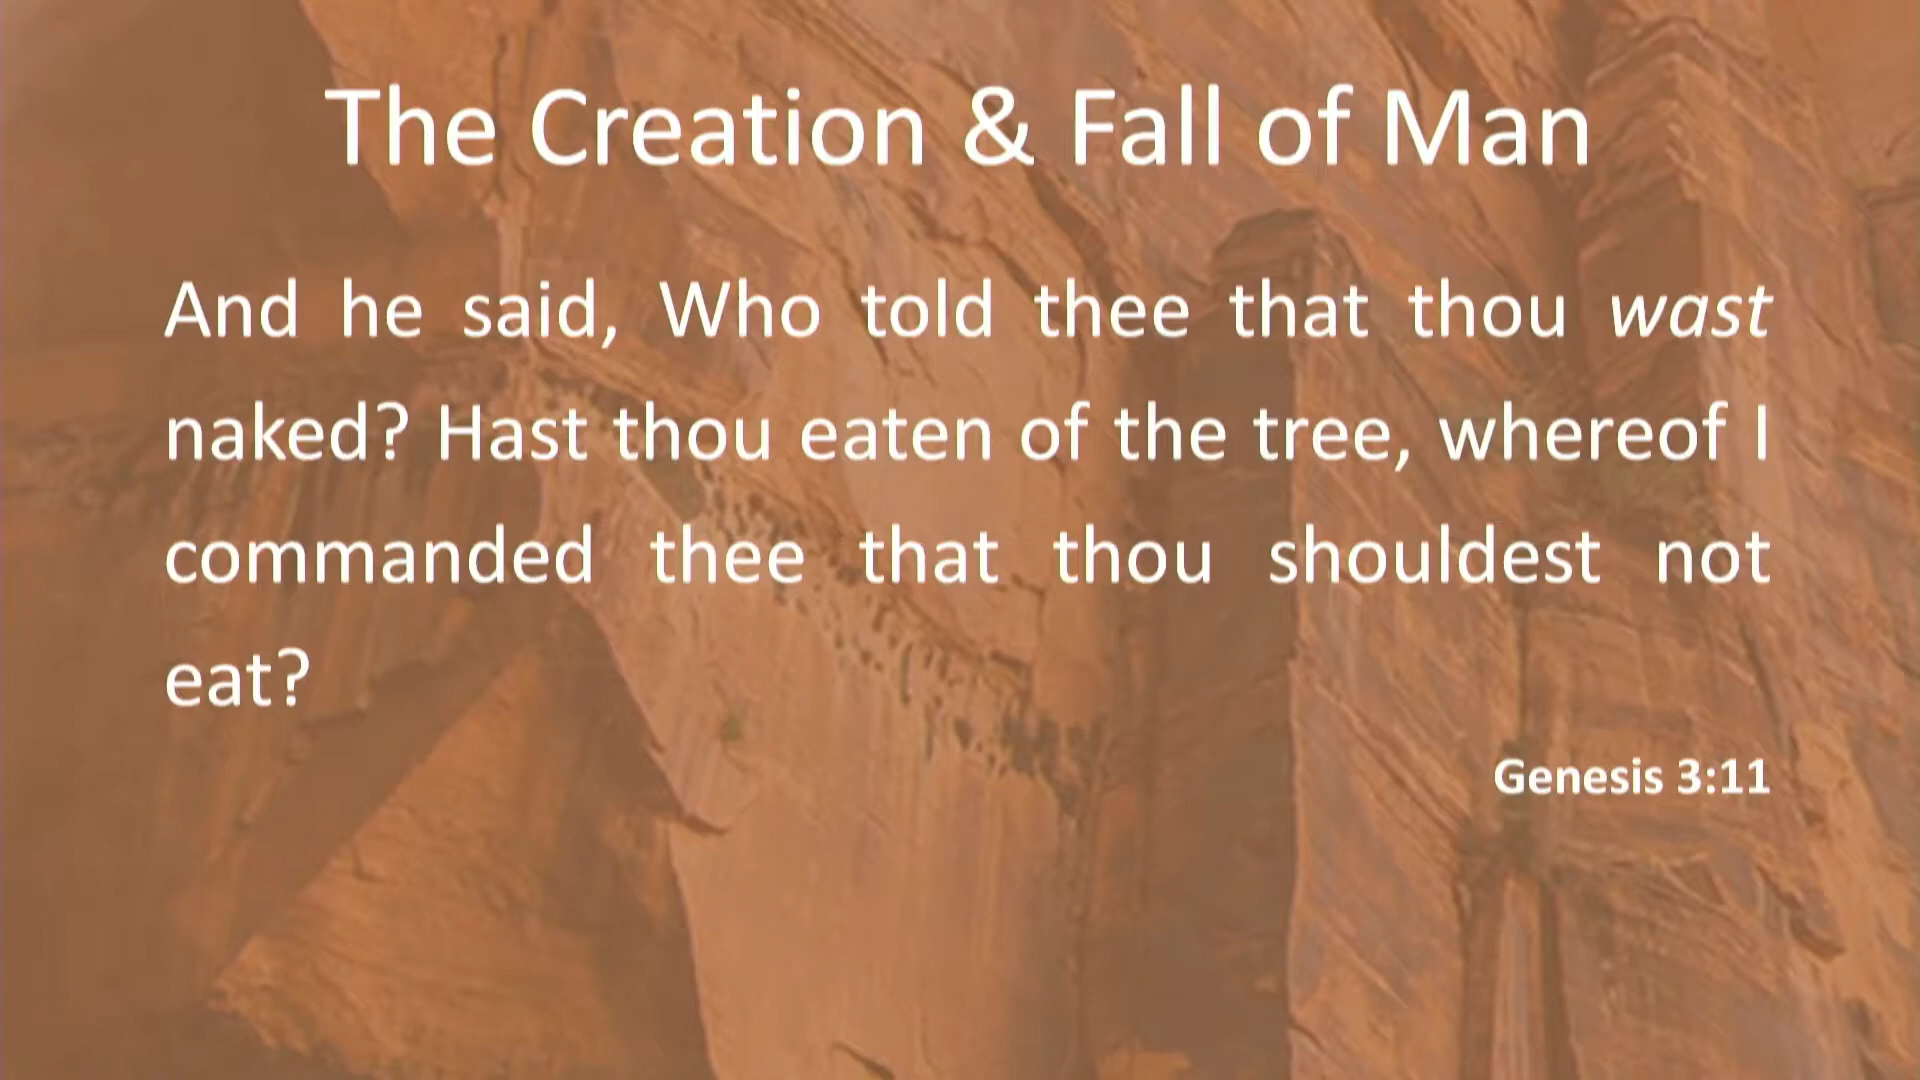 The Creation & Fall of Man
And he said, Who told thee that thou wast
naked? Hast thou eaten of the tree, whereof I
commanded thee that thou shouldest not
eat?
Genesis 3:11